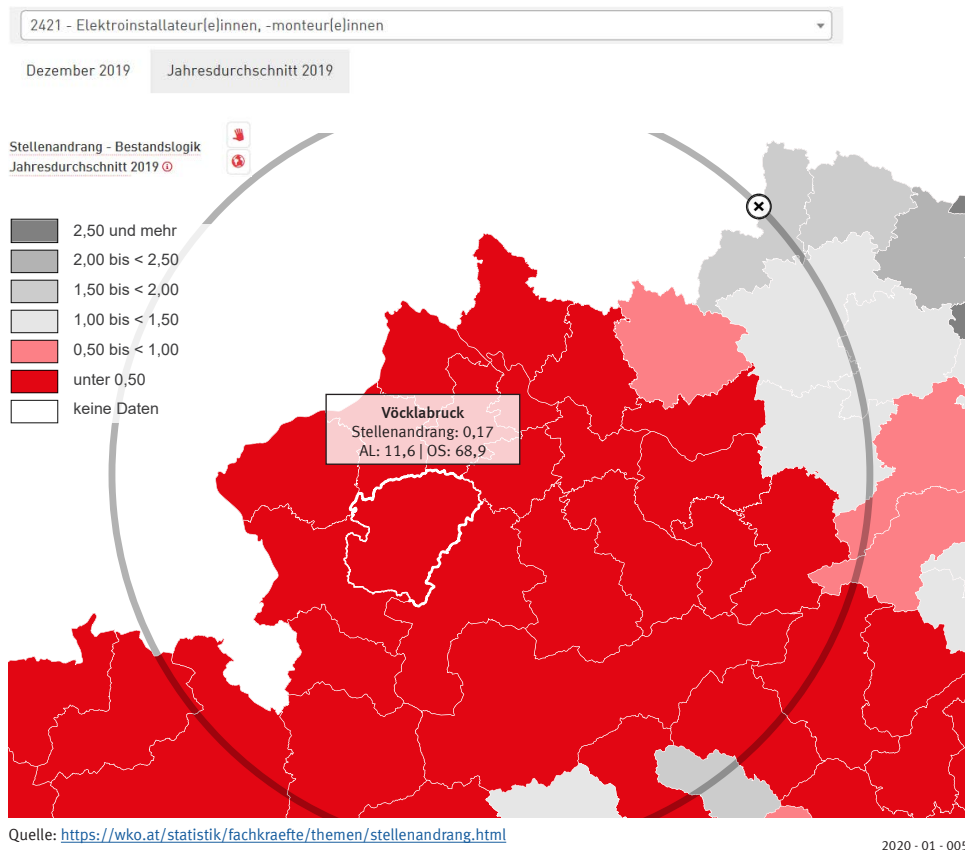 2421 - Elektroinstallateur(e)innen, -monteur(e)innen
Dezember 2019
Jahresdurchschnitt 2019
Stellenandrang - Bestandslogik
Jahresdurchschnitt 2019
2,50 und mehr
2,00 bis < 2,50
1,50 bis < 2,00
1,00 bis < 1,50
0,50 bis < 1,00
unter 0,50
keine Daten
Vöcklabruck
Stellenandrang: 0,17
AL: 11,6 | OS: 68,9
Quelle: https://wko.at/statistik/fachkraefte/themen/stellenandrang.html
2020 - 01 - 005